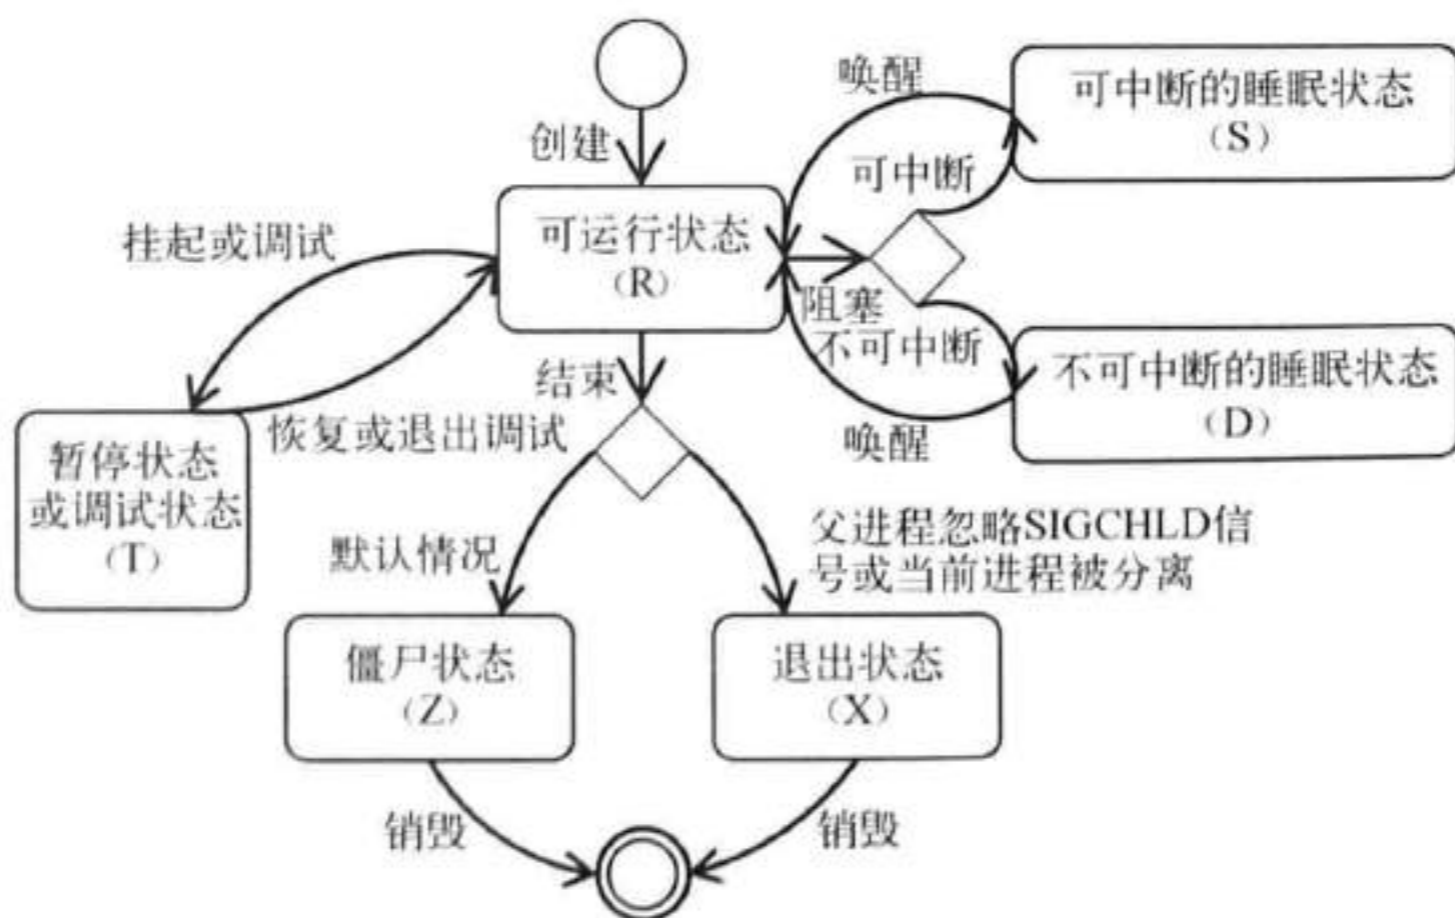 创建
可运行状态
(R)
唤醒
可中断的睡眠状态
(S)
可中断
阻塞
不可中断
不可中断的睡眠状态
(D)
唤醒
挂起或调试
恢复或退出调试
暂停状态
或调试状态
(T)
结束
默认情况
父进程忽略SIGCHLD信
号或当前进程被分离
僵尸状态
(Z)
退出状态
(X)
销毁
销毁